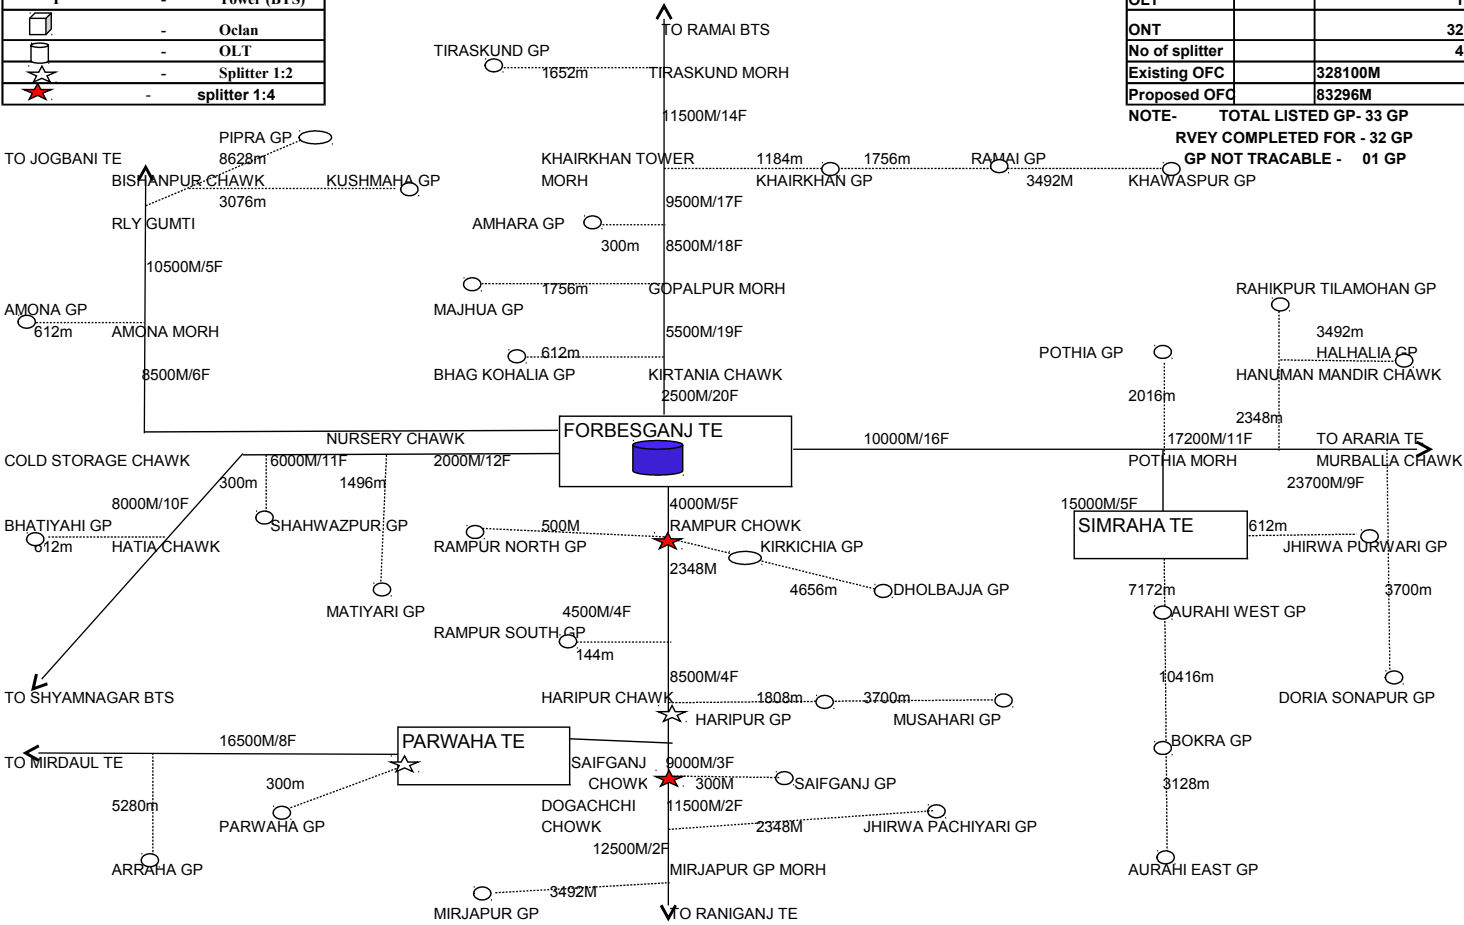 Tower (BTS)
- Oclan
- OLT
- Splitter 1:2
- splitter 1:4
OLT 1
ONT 32
No of splitter 4
Existing OFC 328100M
Proposed OFC 83296M
NOTE- TOTAL LISTED GP- 33 GP
RVEY COMPLETED FOR - 32 GP
GP NOT TRACABLE - 01 GP
TO RAMAI BTS
TIRASKUND GP
1652m
TIRASKUND MORH
11500M/14F
PIPRA GP
TO JOGBANI TE
8628m
BISHANPUR CHAWK
KUSHMAHA GP
3076m
RLY GUMTI
10500M/5F
AMONA GP
612m
AMONA MORH
8500M/6F
KHAIRKHAN TOWER
MORH
1184m
KHAIRKHAN GP
1756m
RAMAI GP
3492M
KHAWASPUR GP
9500M/17F
AMHARA GP
300m
8500M/18F
1756m
GOPALPUR MORH
MAJHUA GP
5500M/19F
612m
BHAG KOHALIA GP
KIRTANIA CHAWK
2500M/20F
RAHIKPUR TILAMOHAN GP
3492m
POTHIA GP
HALHALIA GP
HANUMAN MANDIR CHAWK
2016m
2348m
FORBESGANJ TE
10000M/16F
17200M/11F
TO ARARIA TE
POTHIA MORH
MURBALLA CHAWK
23700M/9F
NURSERY CHAWK
COLD STORAGE CHAWK
6000M/11F
2000M/12F
300m
1496m
8000M/10F
BHATIYAHI GP
SHAHWAZPUR GP
612m
HATIA CHAWK
MATIYARI GP
TO SHYAMNAGAR BTS
4000M/5F
500M
RAMPUR CHOWK
RAMPUR NORTH GP
KIRKICHIA GP
2348M
4656m
DHOLBAJJA GP
4500M/4F
RAMPUR SOUTH GP
144m
8500M/4F
HARIPUR CHAWK
1808m
3700m
HARIPUR GP
MUSAHARI GP
15000M/5F
SIMRAHA TE
612m
JHIRWA PURWARI GP
7172m
3700m
AURAHI WEST GP
10416m
DORIA SONAPUR GP
BOKRA GP
3128m
AURAHI EAST GP
16500M/8F
PARWAHA TE
TO MIRDAUL TE
300m
5280m
PARWAHA GP
ARRAHA GP
SAIFGANJ
CHOWK
9000M/3F
300M
SAIFGANJ GP
DOGACHCHI
CHOWK
11500M/2F
2348M
JHIRWA PACHIYARI GP
12500M/2F
MIRJAPUR GP MORH
3492M
MIRJAPUR GP
TO RANIGANJ TE